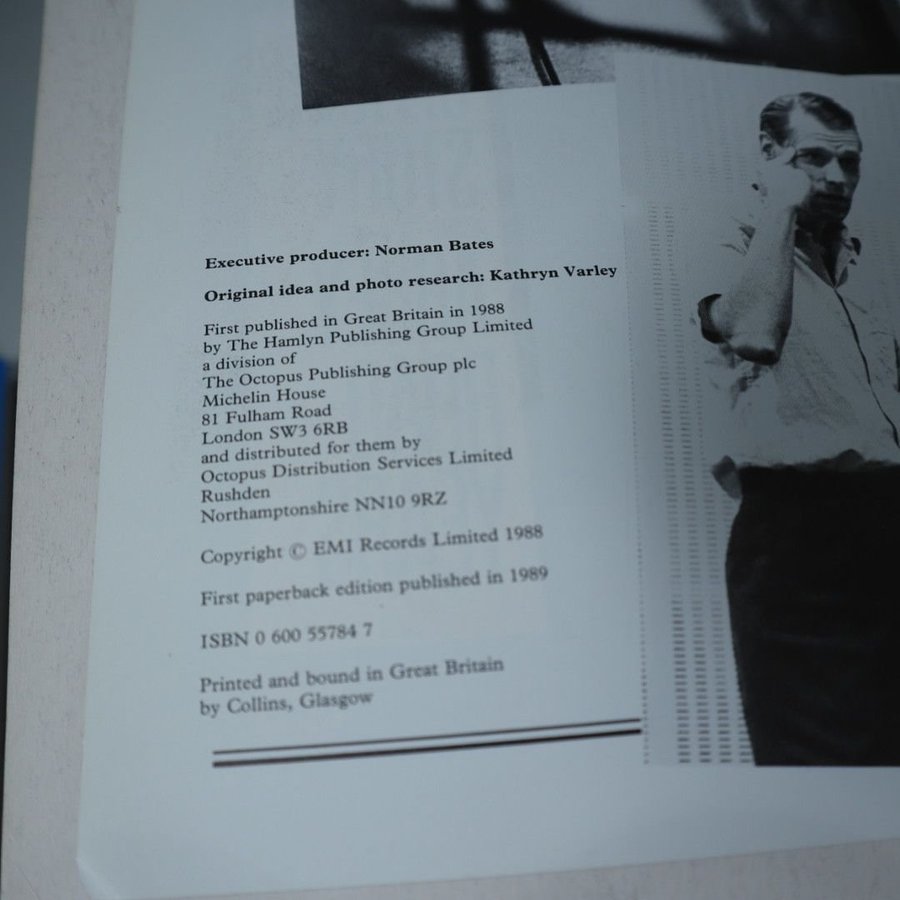 Executive producer: Norman Bates
Original idea and photo research: Kathryn Varley
First published in Great Britain in 1988
by The Hamlyn Publishing Group Limited
a division of
The Octopus Publishing Group plc
Michelin House
81 Fulham Road
London SW3 6RB
and distributed for them by
Octopus Distribution Services Limited
Rushden
Northamptonshire NN10 9RZ
Copyright © EMI Records Limited 1988
First paperback edition published in 1989
ISBN 0 600 55784 7
Printed and bound in Great Britain
by Collins, Glasgow